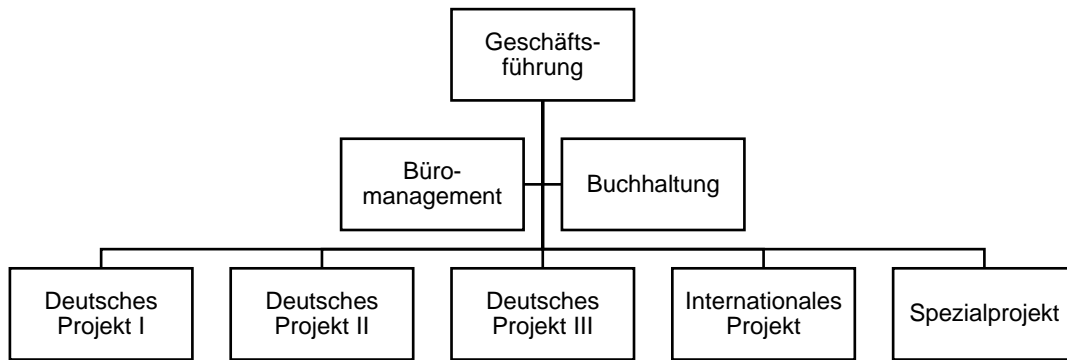 Geschäfts-
führung
Büro-
management
Buchhaltung
Deutsches
Projekt I
Deutsches
Projekt II
Deutsches
Projekt III
Internationales
Projekt
Spezialprojekt